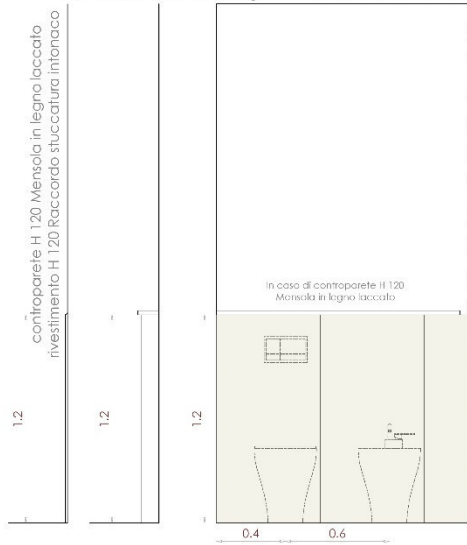 controparete H 120 Mensola in legno laccato
rivestimento H 120 Raccordo stuccatura intonaco
In caso di controparete H 120
Mensola in legno laccato
1.2
1.2
1.2
0.4
0.6